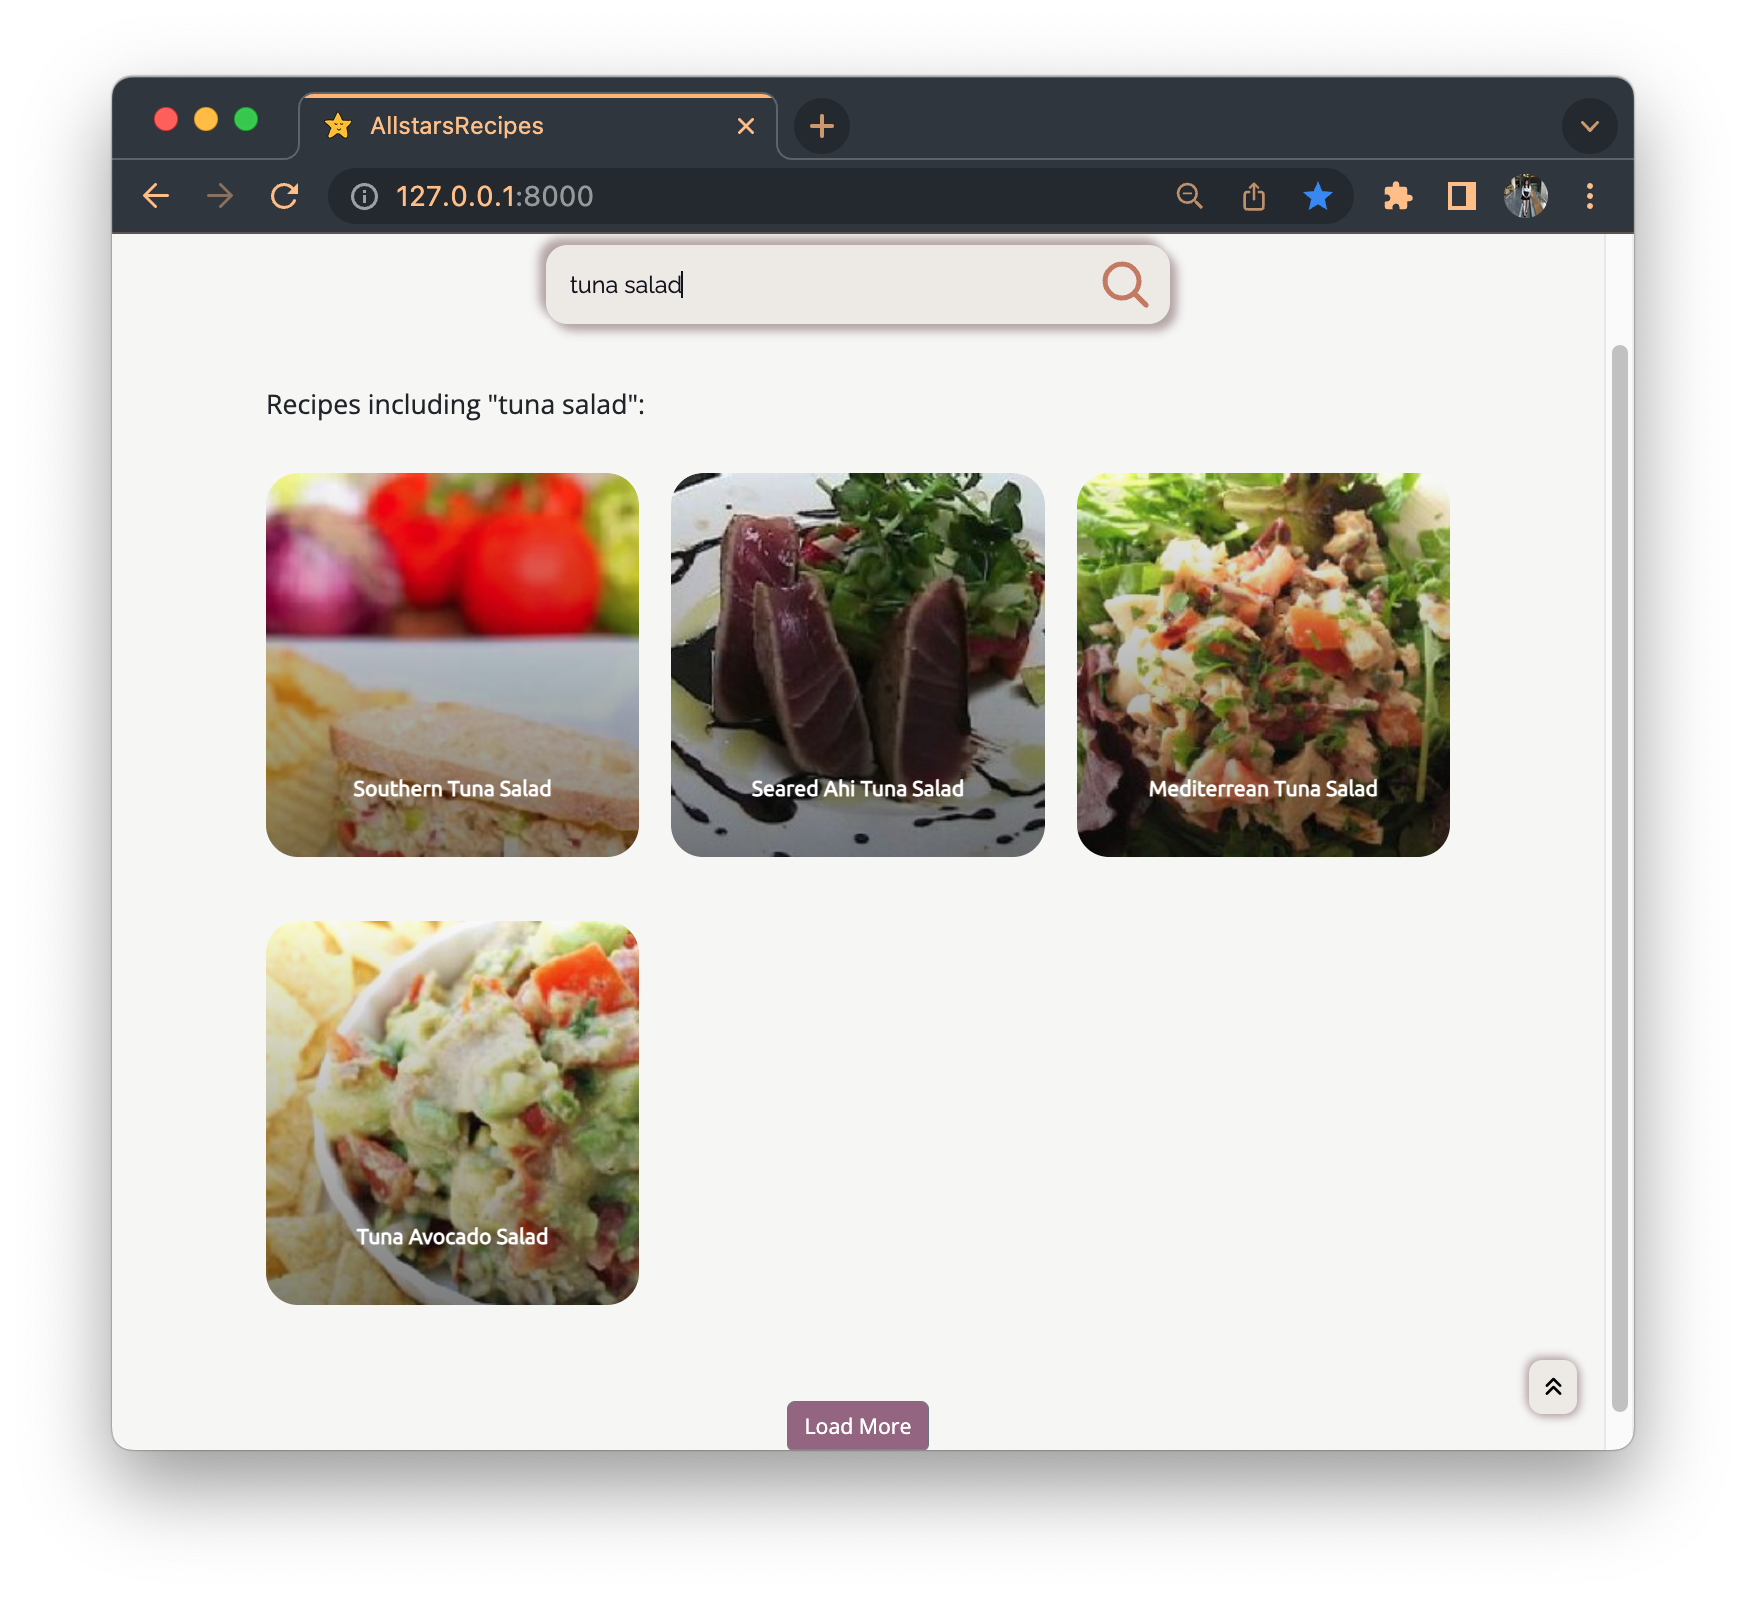 AllstarsRecipes
127.0.0.1:8000
tuna salad
Recipes including "tuna salad":
Southern Tuna Salad
Seared Ahi Tuna Salad
Mediterrean Tuna Salad
Tuna Avocado Salad
Load More